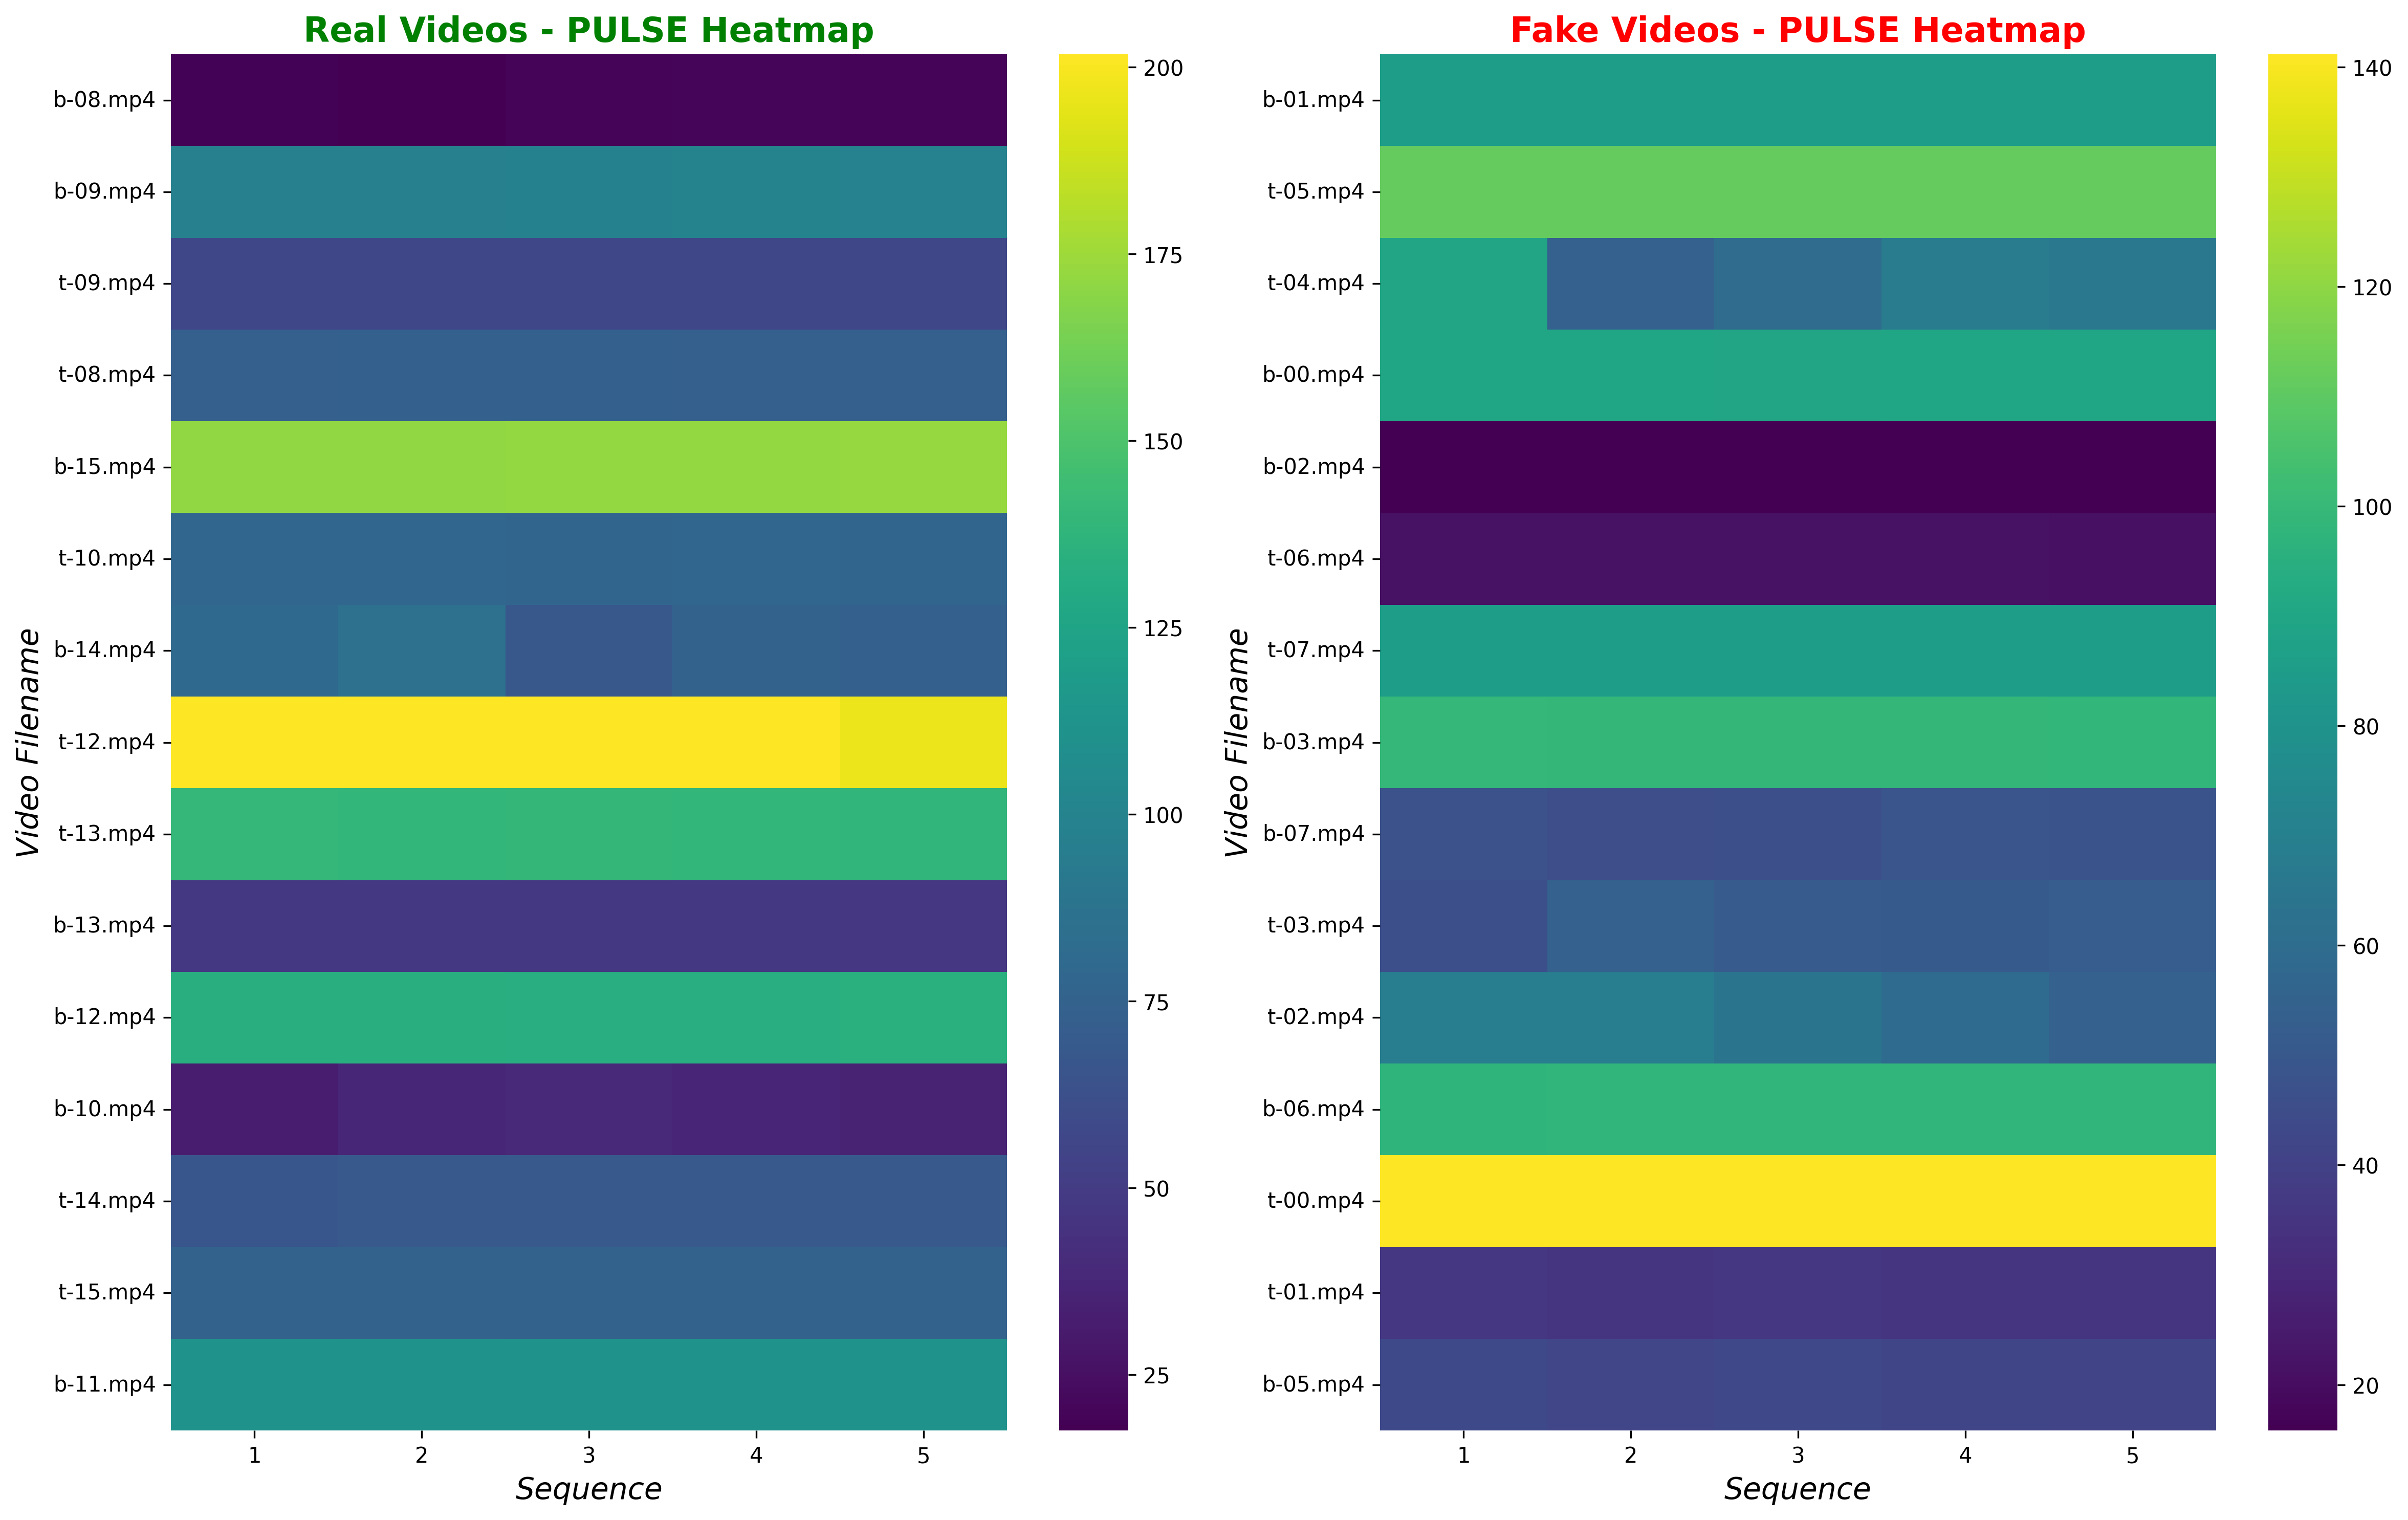 Real Videos - PULSE Heatmap
Video Filename
b-08.mp4
b-09.mp4
t-09.mp4
t-08.mp4
b-15.mp4
t-10.mp4
b-14.mp4
t-12.mp4
t-13.mp4
b-13.mp4
b-12.mp4
b-10.mp4
t-14.mp4
t-15.mp4
b-11.mp4
1 2 3 4 5
Sequence
200
175
150
125
100
75
50
25
Fake Videos - PULSE Heatmap
Video Filename
b-01.mp4
t-05.mp4
t-04.mp4
b-00.mp4
b-02.mp4
t-06.mp4
t-07.mp4
b-03.mp4
b-07.mp4
t-03.mp4
t-02.mp4
b-06.mp4
t-00.mp4
t-01.mp4
b-05.mp4
1 2 3 4 5
Sequence
140
120
100
80
60
40
20